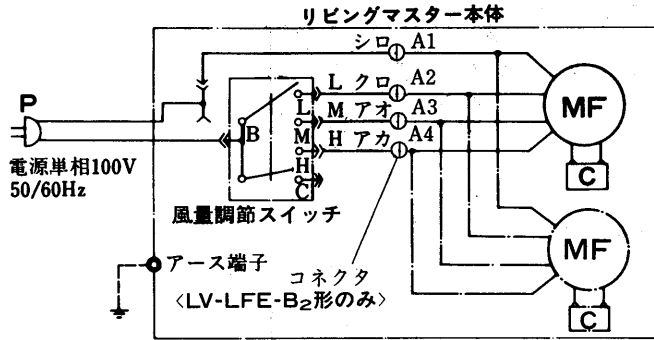 リビングマスター本体
シロ A1
L クロ A2
L
M アオ A3
M
H アカ A4
H
C
B
P
MF
C
MF
C
電源単相100V
50/60Hz
風量調節スイッチ
アース端子
コネクタ
〈LV-LFE-B2形のみ〉